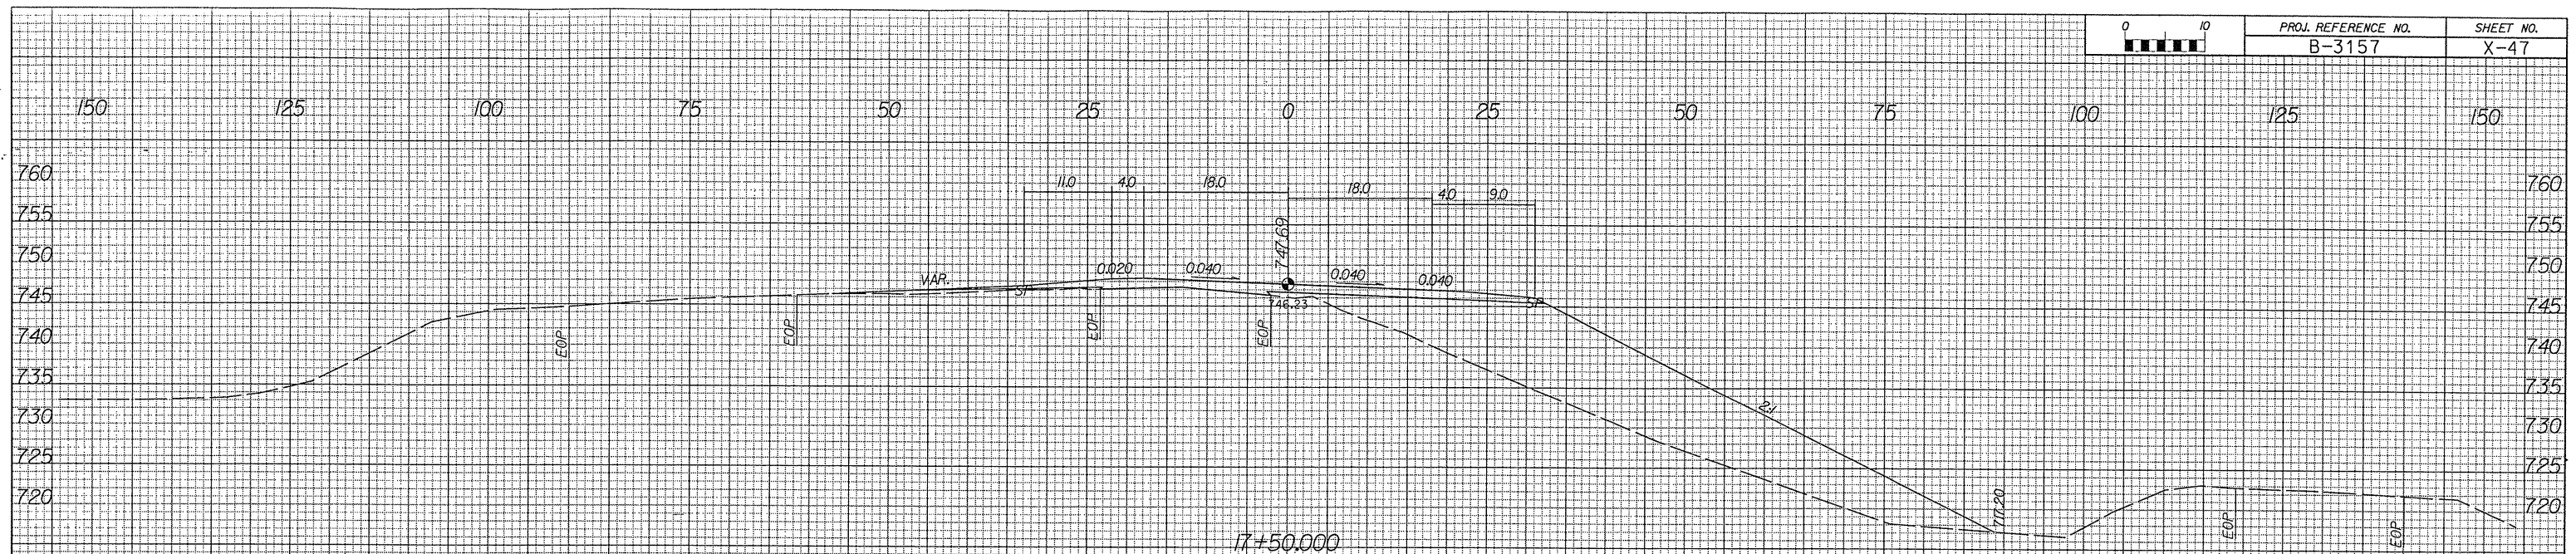 0 10
PROJ. REFERENCE NO. SHEET NO.
B-3157 X-47
150 125 100 75 50 25 0 25 50 75 100 125 150
760 760
755 755
750 750
745 745
740 740
735 735
730 730
725 725
720 720
11.0 4.0 18.0 18.0 4.0 9.0
747.69
VAR. 0.020 0.040 0.040 0.040
SP SP
746.23
EOP EOP EOP EOP
2:1
717.20
EOP EOP
17+50.000